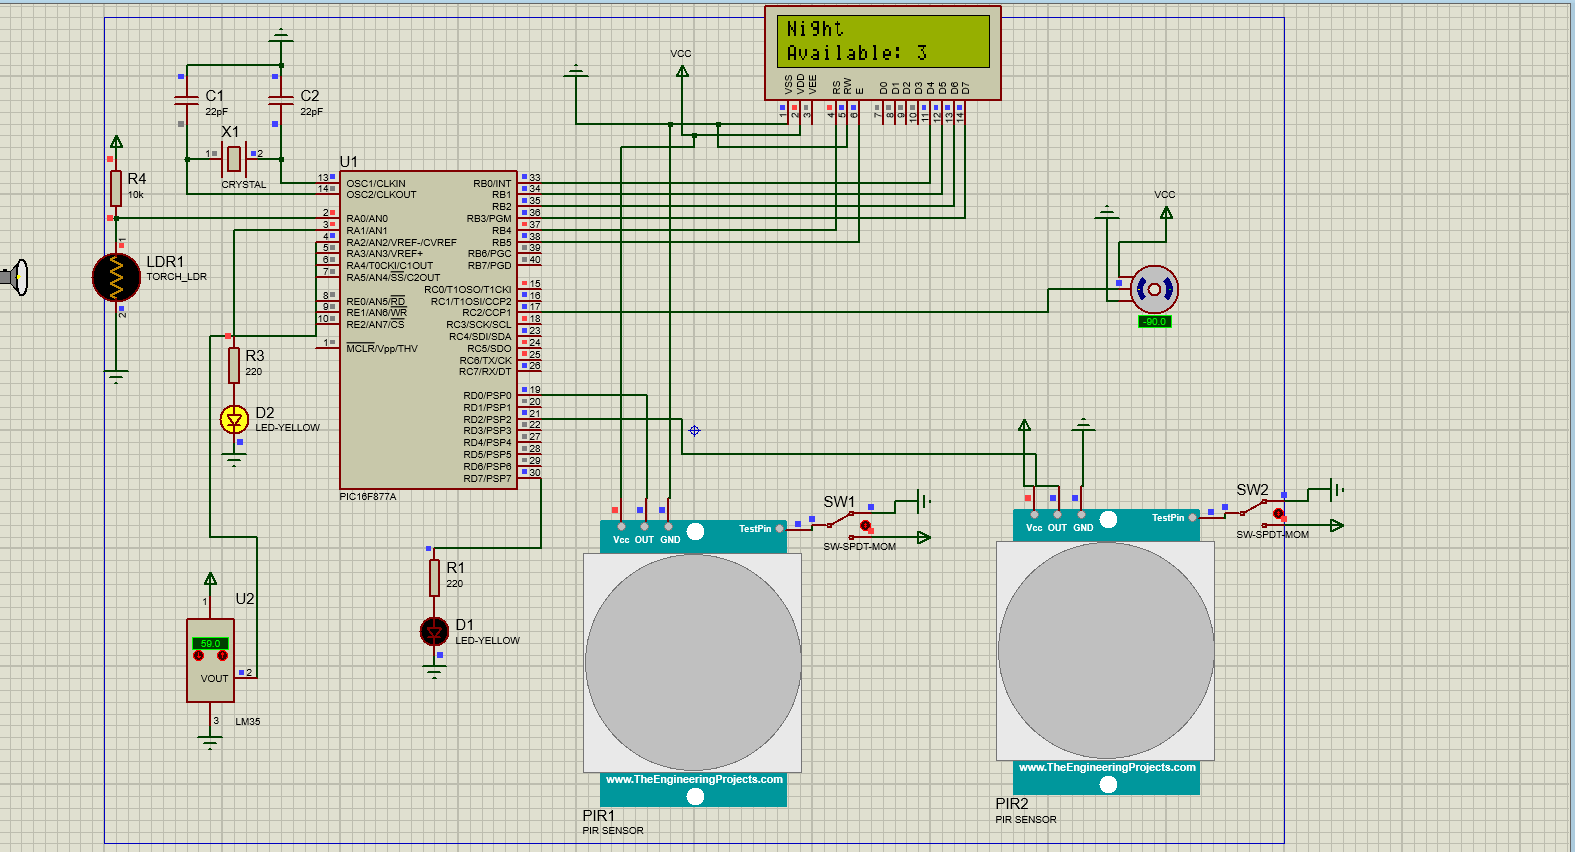 Night
Available: 3
VSS
VDD
VEE
RS
RW
E
D0
D1
D2
D3
D4
D5
D6
D7
1
2
3
4
5
6
7
8
9
10
11
12
13
14
VCC
C1
22pF
C2
22pF
X1
1
2
CRYSTAL
R4
10k
LDR1
TORCH_LDR
1
2
U1
13 OSC1/CLKIN
14 OSC2/CLKOUT
2 RA0/AN0
3 RA1/AN1
4 RA2/AN2/VREF-/CVREF
5 RA3/AN3/VREF+
6 RA4/T0CKI/C1OUT
7 RA5/AN4/SS/C2OUT
8 RE0/AN5/RD
9 RE1/AN6/WR
10 RE2/AN7/CS
1 MCLR/Vpp/THV
RB0/INT 33
RB1 34
RB2 35
RB3/PGM 36
RB4 37
RB5 38
RB6/PGC 39
RB7/PGD 40
RC0/T1OSO/T1CKI 15
RC1/T1OSI/CCP2 16
RC2/CCP1 17
RC3/SCK/SCL 18
RC4/SDI/SDA 23
RC5/SDO 24
RC6/TX/CK 25
RC7/RX/DT 26
RD0/PSP0 19
RD1/PSP1 20
RD2/PSP2 21
RD3/PSP3 22
RD4/PSP4 27
RD5/PSP5 28
RD6/PSP6 29
RD7/PSP7 30
PIC16F877A
VCC
-90.0
R3
220
D2
LED-YELLOW
R1
220
D1
LED-YELLOW
U2
1
59.0
VOUT
2
3
LM35
SW1
SW-SPDT-MOM
TestPin
Vcc OUT GND
www.TheEngineeringProjects.com
PIR1
PIR SENSOR
SW2
SW-SPDT-MOM
TestPin
Vcc OUT GND
www.TheEngineeringProjects.com
PIR2
PIR SENSOR